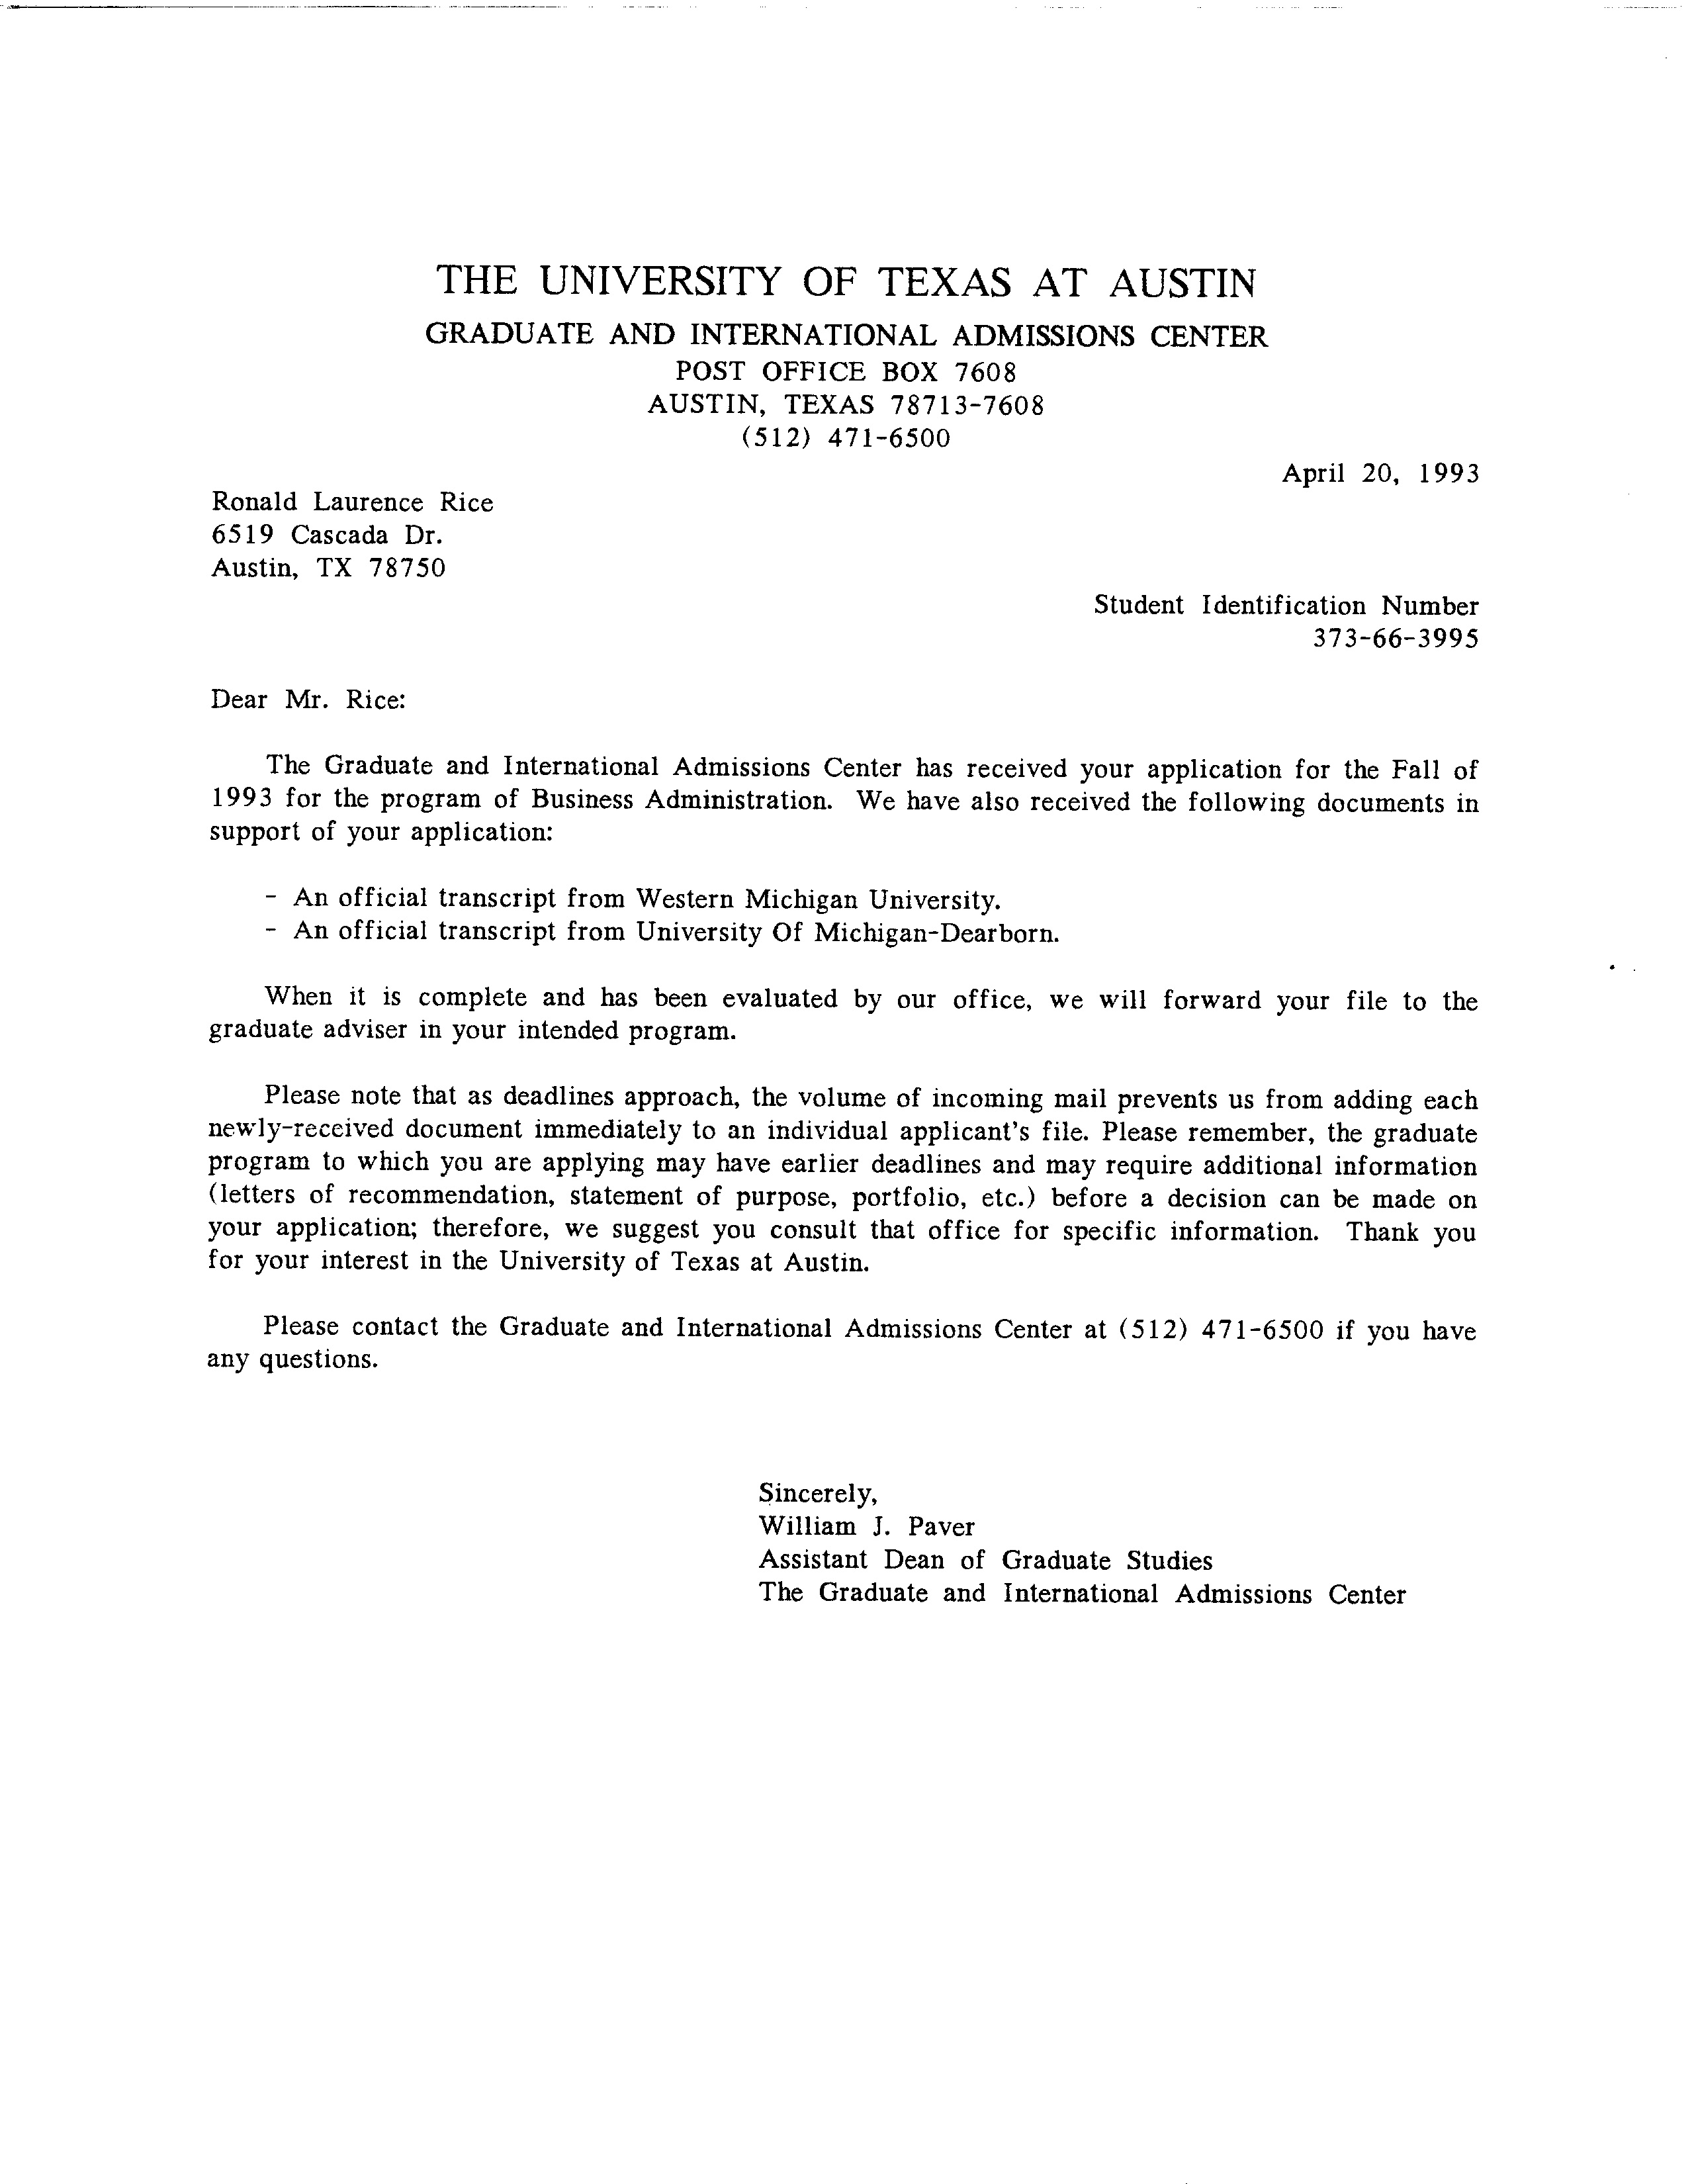 THE UNIVERSITY OF TEXAS AT AUSTIN
GRADUATE AND INTERNATIONAL ADMISSIONS CENTER
POST OFFICE BOX 7608
AUSTIN, TEXAS 78713-7608
(512) 471-6500
April 20, 1993
Ronald Laurence Rice
6519 Cascada Dr.
Austin, TX 78750
Student Identification Number
373-66-3995
Dear Mr. Rice:
The Graduate and International Admissions Center has received your application for the Fall of
1993 for the program of Business Administration. We have also received the following documents in
support of your application:
- An official transcript from Western Michigan University.
- An official transcript from University Of Michigan-Dearborn.
When it is complete and has been evaluated by our office, we will forward your file to the
graduate adviser in your intended program.
Please note that as deadlines approach, the volume of incoming mail prevents us from adding each
newly-received document immediately to an individual applicant's file. Please remember, the graduate
program to which you are applying may have earlier deadlines and may require additional information
(letters of recommendation, statement of purpose, portfolio, etc.) before a decision can be made on
your application; therefore, we suggest you consult that office for specific information. Thank you
for your interest in the University of Texas at Austin.
Please contact the Graduate and International Admissions Center at (512) 471-6500 if you have
any questions.
Sincerely,
William J. Paver
Assistant Dean of Graduate Studies
The Graduate and International Admissions Center